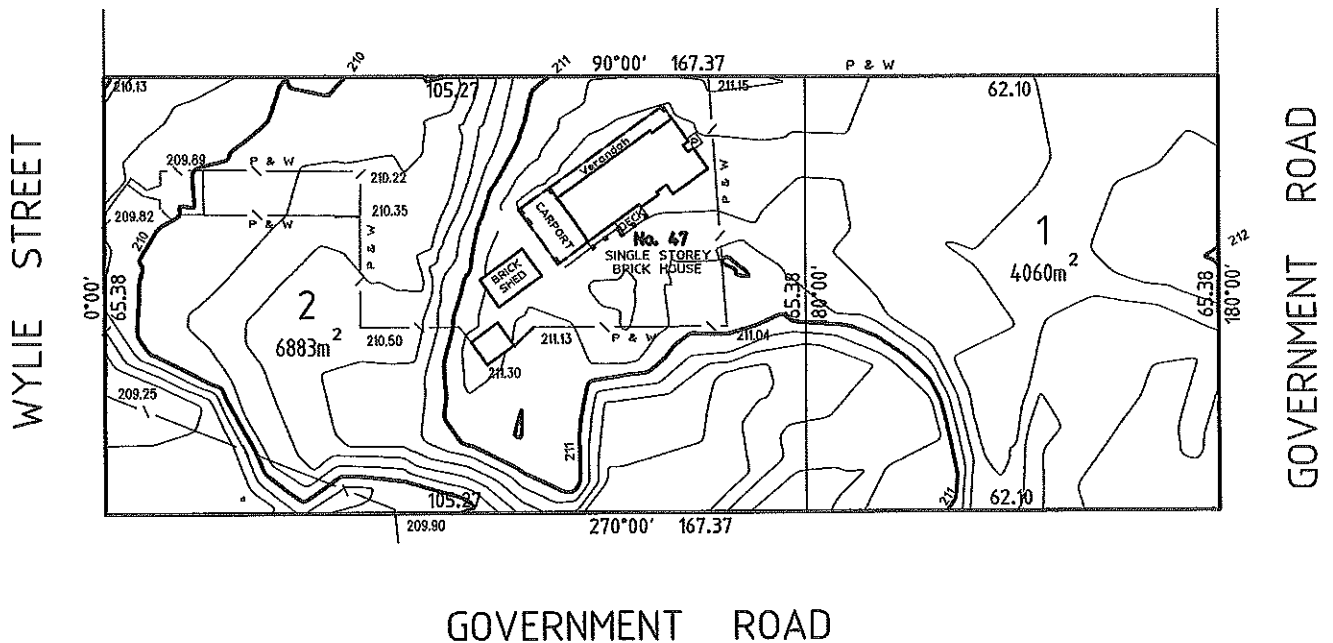 210
211
90°00' 167.37
P & W
210.13
105.27
211.15
62.10
WYLIE STREET
GOVERNMENT ROAD
209.89
P & W
210.22
Verandah
P & W
209.82
P & W
210.35
CARPORT
DECK
210
P & W
No. 47
SINGLE STOREY
BRICK HOUSE
BRICK
SHED
1
4060m²
212
0°00'
65.38
65.38
180°00'
65.38
180°00'
2
6883m²
210.50
211.13
P & W
211.04
211.30
209.25
211
211
105.27
62.10
209.90
270°00' 167.37
GOVERNMENT ROAD